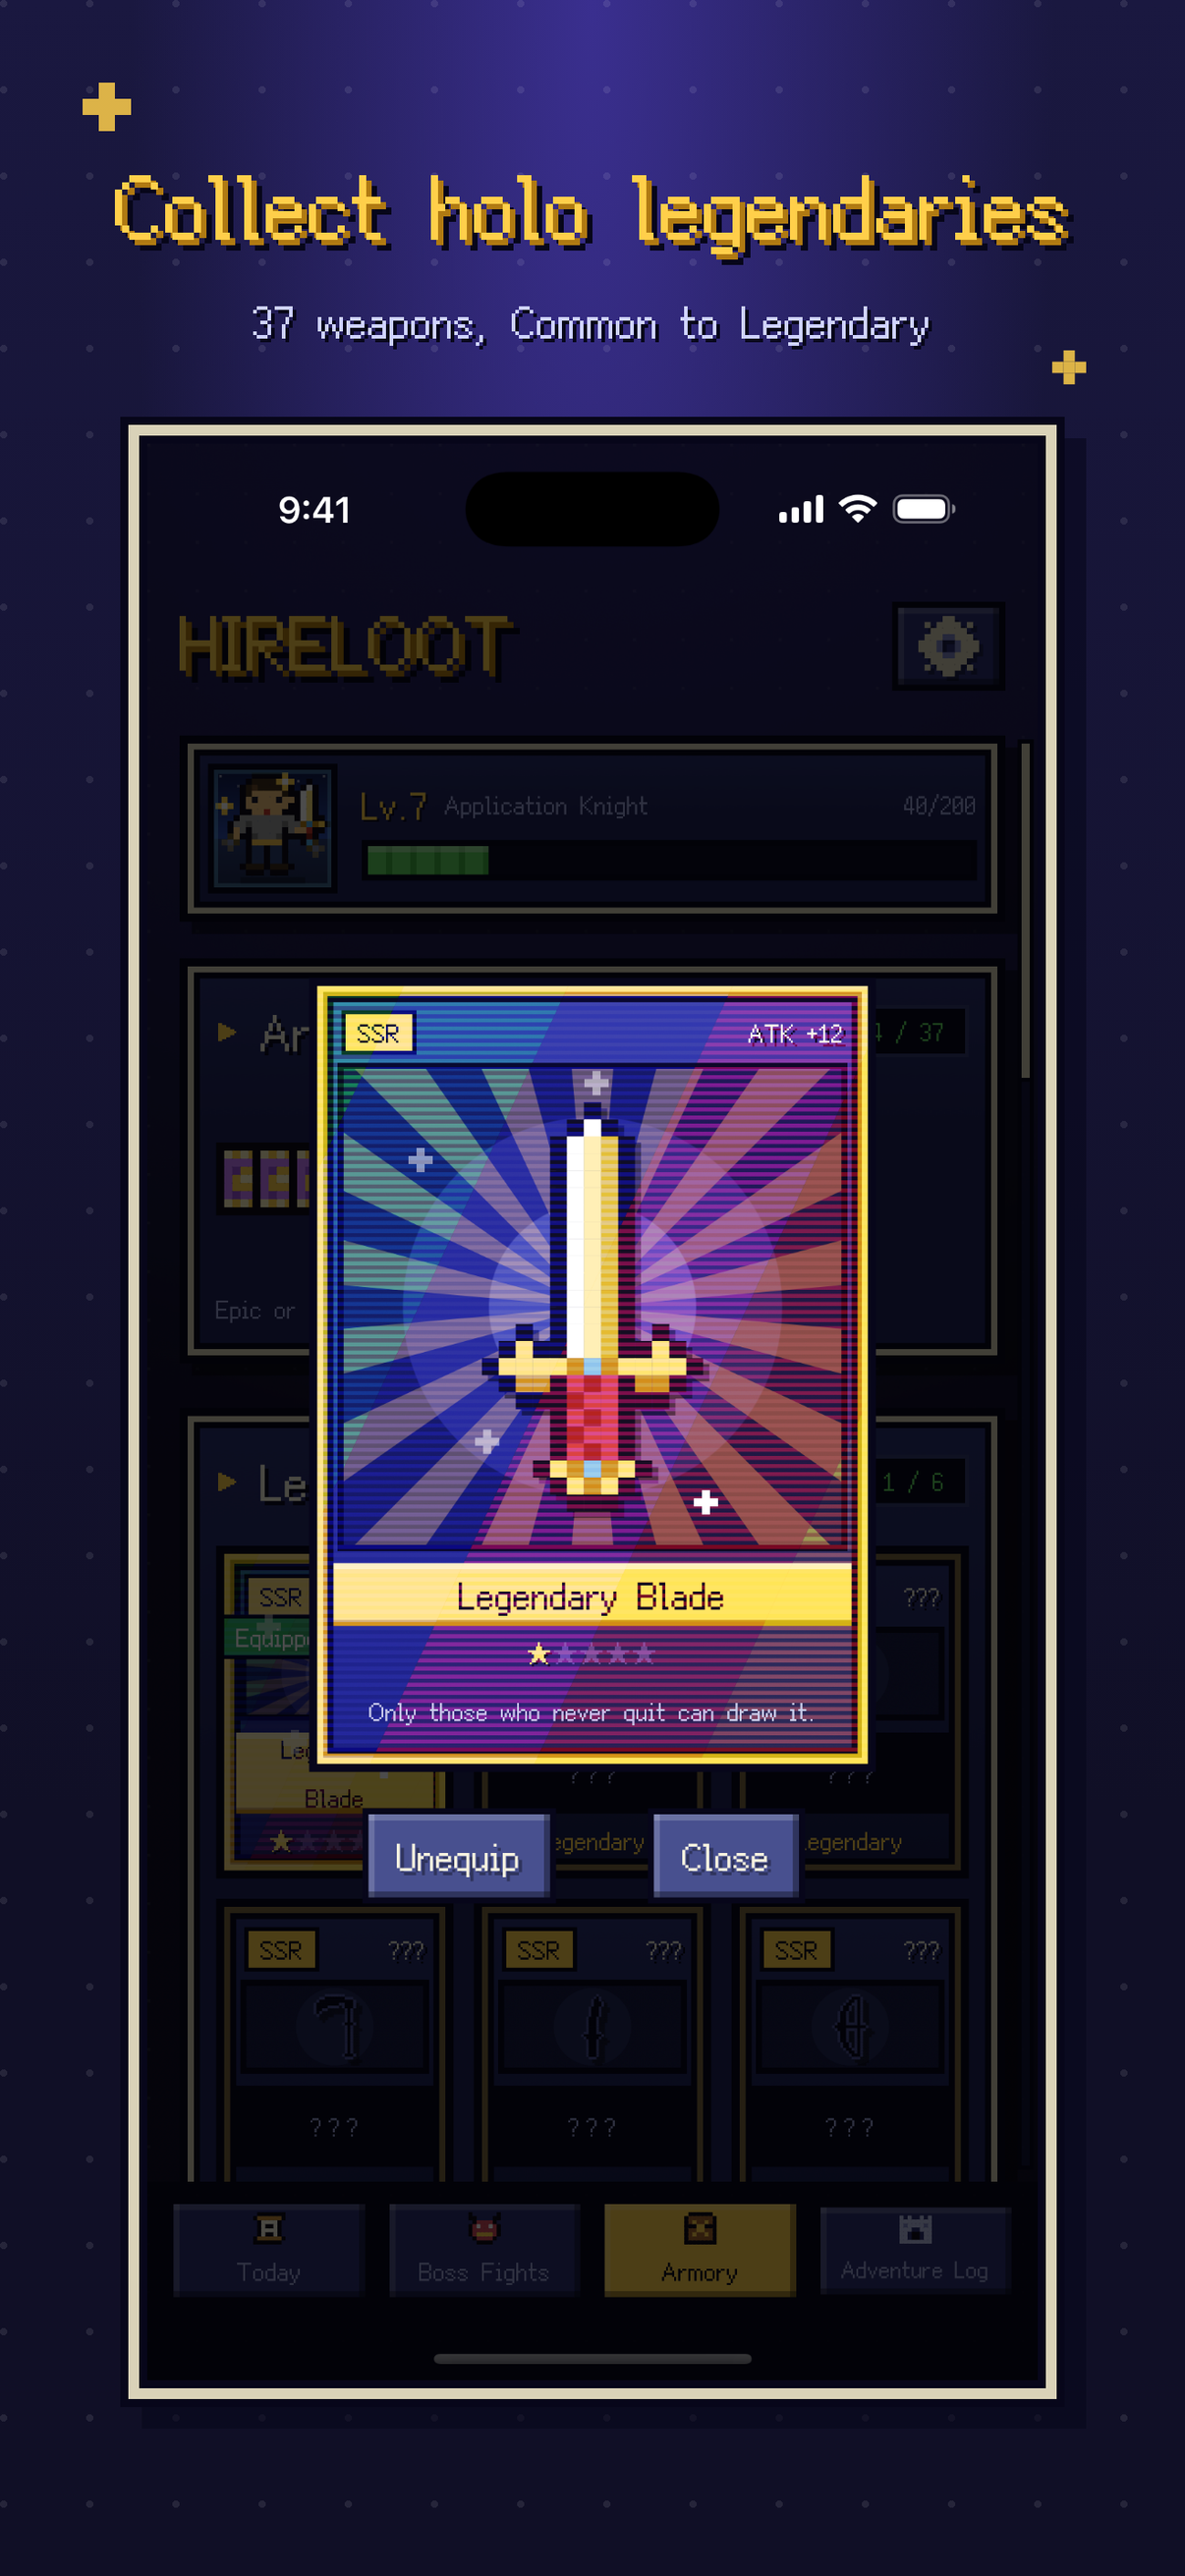 Collect holo legendaries
37 weapons, Common to Legendary
9:41
HIRELOOT
Lv.7 Application Knight 40/200
Ar
/ 37
SSR ATK +12
Epic or
Le
1 / 6
Legendary Blade
Only those who never quit can draw it.
SSR ???
Equipp
Blade
??? ???
Unequip Close
egendary egendary
SSR ??? SSR ??? SSR ???
??? ??? ???
Today Boss Fights Armory Adventure Log